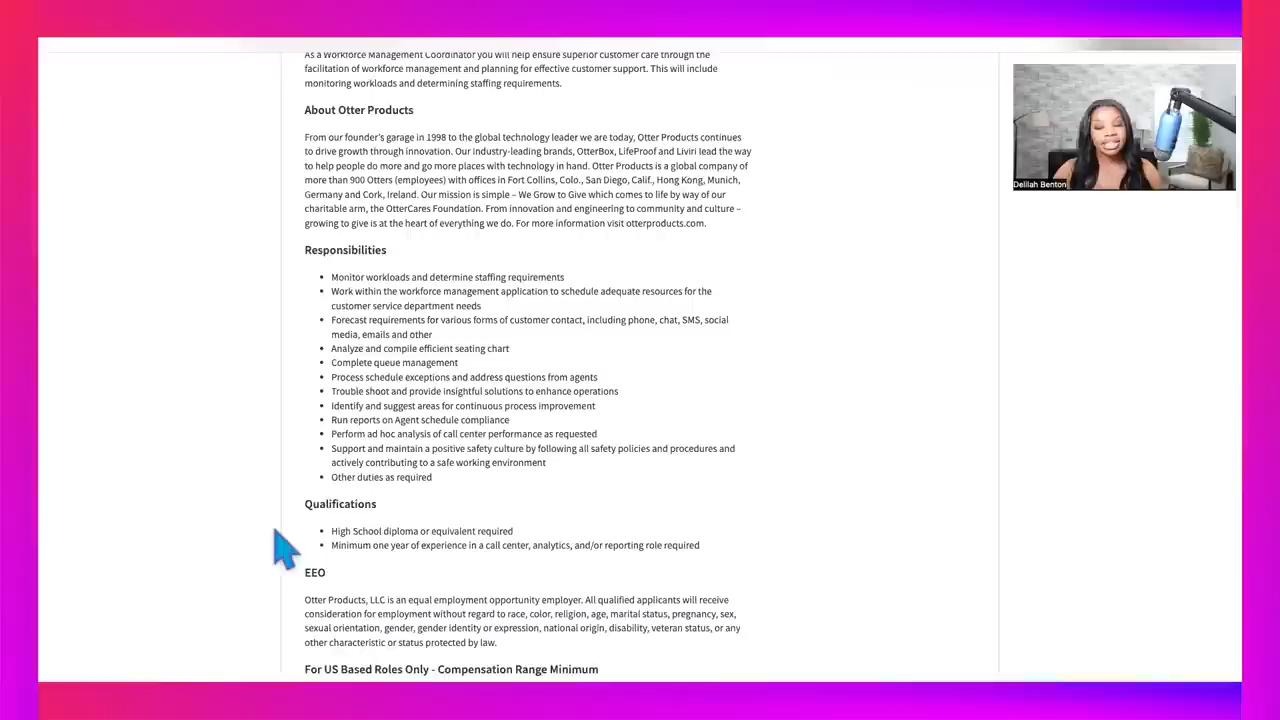 As a Workforce Management Coordinator you will help ensure superior customer care through the
facilitation of workforce management and planning for effective customer support. This will include
monitoring workloads and determining staffing requirements.
About Otter Products
From our founder's garage in 1998 to the global technology leader we are today, Otter Products continues
to drive growth through innovation. Our Industry-leading brands, OtterBox, LifeProof and Liviri lead the way
to help people do more and go more places with technology in hand. Otter Products is a global company of
more than 900 Otters (employees) with offices in Fort Collins, Colo., San Diego, Calif., Hong Kong, Munich,
Germany and Cork, Ireland. Our mission is simple – We Grow to Give which comes to life by way of our
charitable arm, the OtterCares Foundation. From innovation and engineering to community and culture –
growing to give is at the heart of everything we do. For more information visit otterproducts.com.
Responsibilities
• Monitor workloads and determine staffing requirements
• Work within the workforce management application to schedule adequate resources for the
customer service department needs
• Forecast requirements for various forms of customer contact, including phone, chat, SMS, social
media, emails and other
• Analyze and compile efficient seating chart
• Complete queue management
• Process schedule exceptions and address questions from agents
• Trouble shoot and provide insightful solutions to enhance operations
• Identify and suggest areas for continuous process improvement
• Run reports on Agent schedule compliance
• Perform ad hoc analysis of call center performance as requested
• Support and maintain a positive safety culture by following all safety policies and procedures and
actively contributing to a safe working environment
• Other duties as required
Qualifications
• High School diploma or equivalent required
• Minimum one year of experience in a call center, analytics, and/or reporting role required
EEO
Otter Products, LLC is an equal employment opportunity employer. All qualified applicants will receive
consideration for employment without regard to race, color, religion, age, marital status, pregnancy, sex,
sexual orientation, gender, gender identity or expression, national origin, disability, veteran status, or any
other characteristic or status protected by law.
For US Based Roles Only - Compensation Range Minimum
Delilah Benton